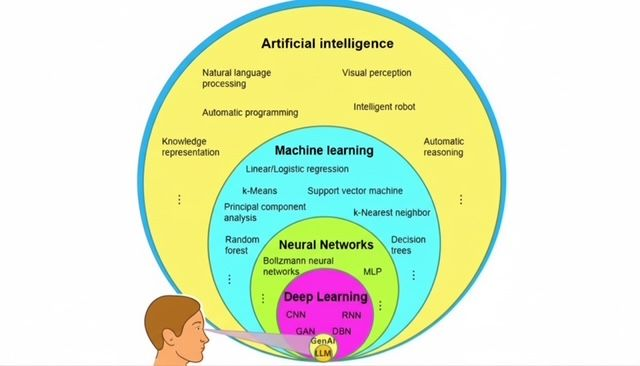 Artificial intelligence
Natural language
processing
Visual perception
Automatic programming
Intelligent robot
Knowledge
representation
Automatic
reasoning
Machine learning
Linear/Logistic regression
k-Means
Support vector machine
Principal component
analysis
k-Nearest neighbor
Random
forest
Decision
trees
Neural Networks
Boltzmann neural
networks
MLP
Deep Learning
CNN
RNN
GAN
DBN
GenAI
LLM